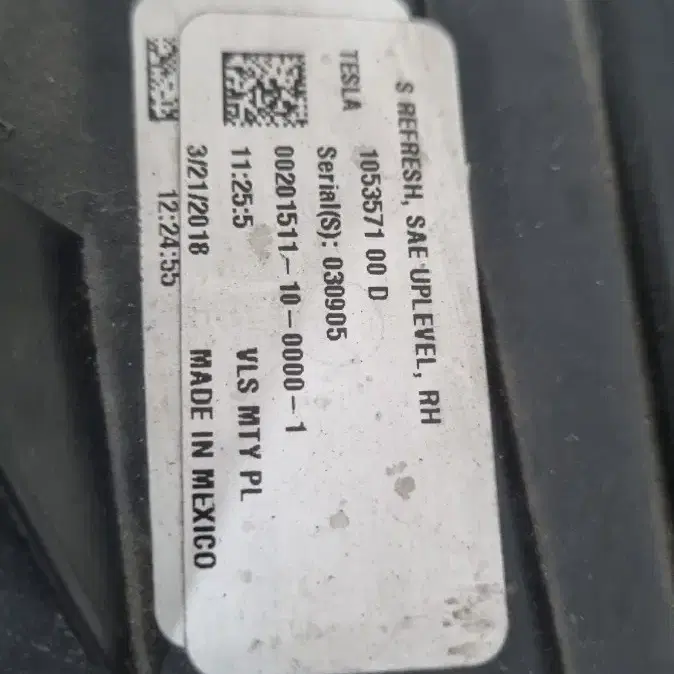 S REFRESH, SAE UPLEVEL, RH
TESLA 1053571 00 D
Serial(S): 030905
00201511-10-0000-1
11:25:5 VLS MTY PL
3/21/2018 MADE IN MEXICO
12:24:55